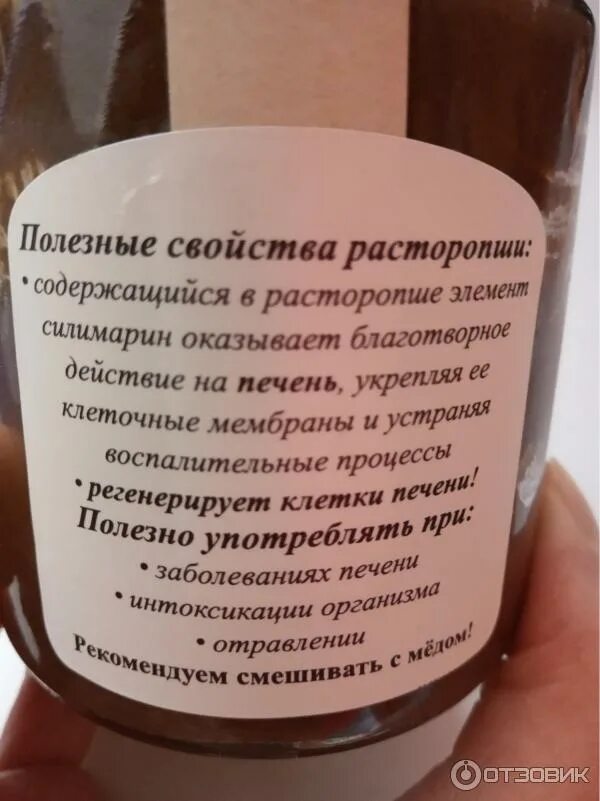 Полезные свойства расторопши:
• содержащийся в расторопше элемент
силимарин оказывает благотворное
действие на печень, укрепляя ее
клеточные мембраны и устраняя
воспалительные процессы
• регенерирует клетки печени!
Полезно употреблять при:
• заболеваниях печени
• интоксикации организма
• отравлении
Рекомендуем смешивать с мёдом!
ОТЗОВИК